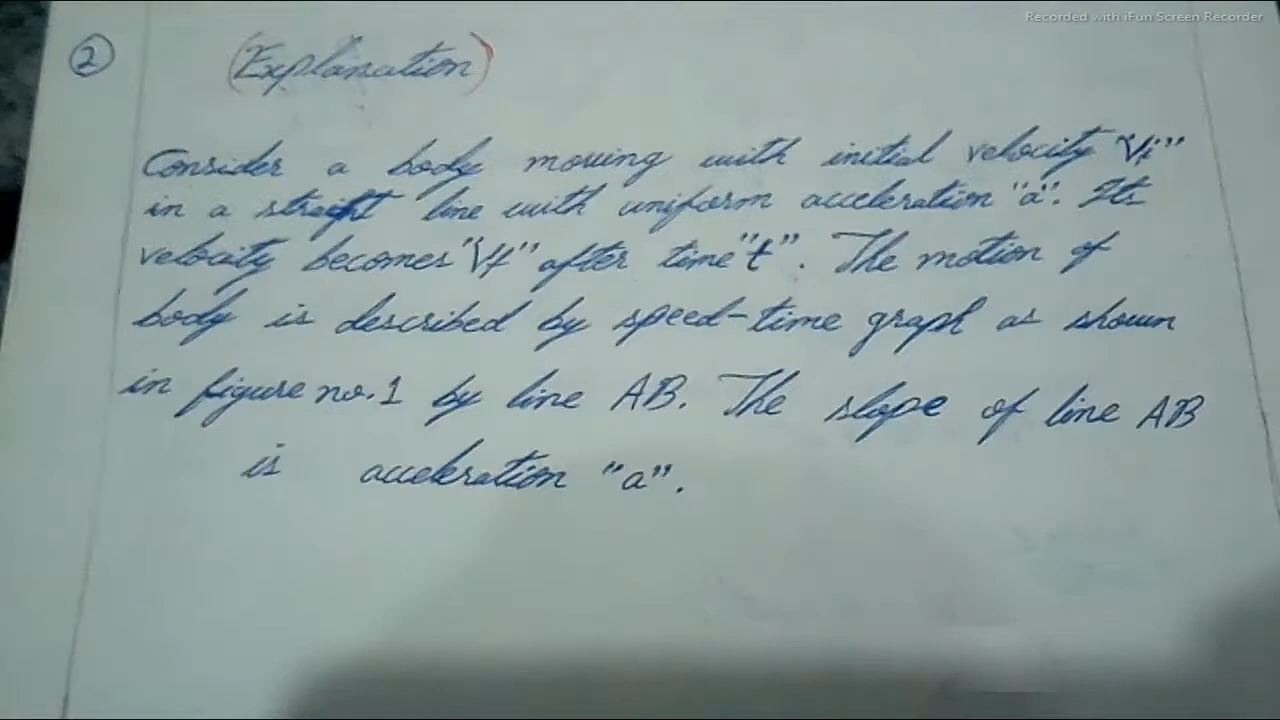 Recorded with iFun Screen Recorder
2 (Explanation)
Consider a body moving with initial velocity "Vi"
in a straight line with uniform acceleration "a". Its
velocity becomes "Vf" after time "t". The motion of
body is described by speed-time graph as shown
in figure no.1 by line AB. The slope of line AB
is acceleration "a".